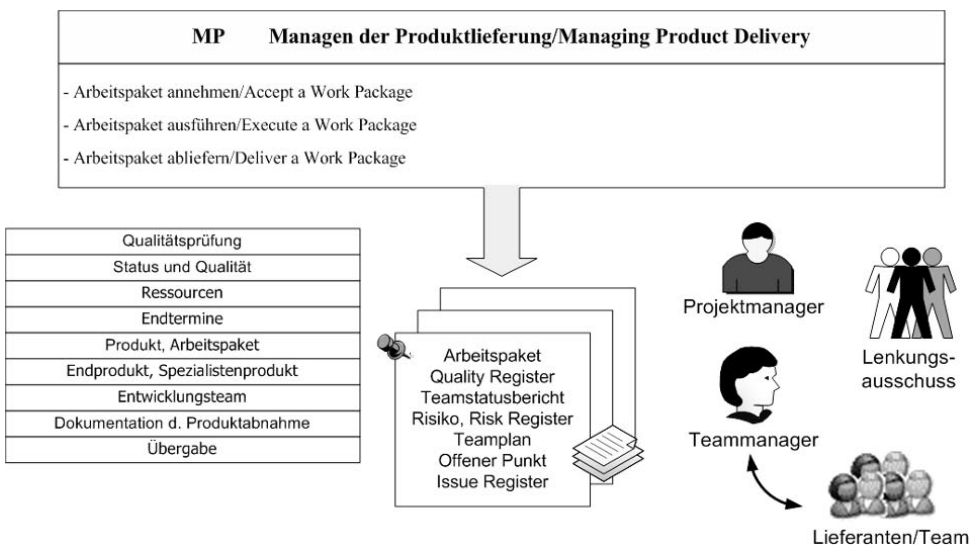 MP Managen der Produktlieferung/Managing Product Delivery
- Arbeitspaket annehmen/Accept a Work Package
- Arbeitspaket ausführen/Execute a Work Package
- Arbeitspaket abliefern/Deliver a Work Package
Qualitätsprüfung
Status und Qualität
Ressourcen
Endtermine
Produkt, Arbeitspaket
Endprodukt, Spezialistenprodukt
Entwicklungsteam
Dokumentation d. Produktabnahme
Übergabe
Arbeitspaket
Quality Register
Teamstatusbericht
Risiko, Risk Register
Teamplan
Offener Punkt
Issue Register
Projektmanager
Lenkungs-
ausschuss
Teammanager
Lieferanten/Team